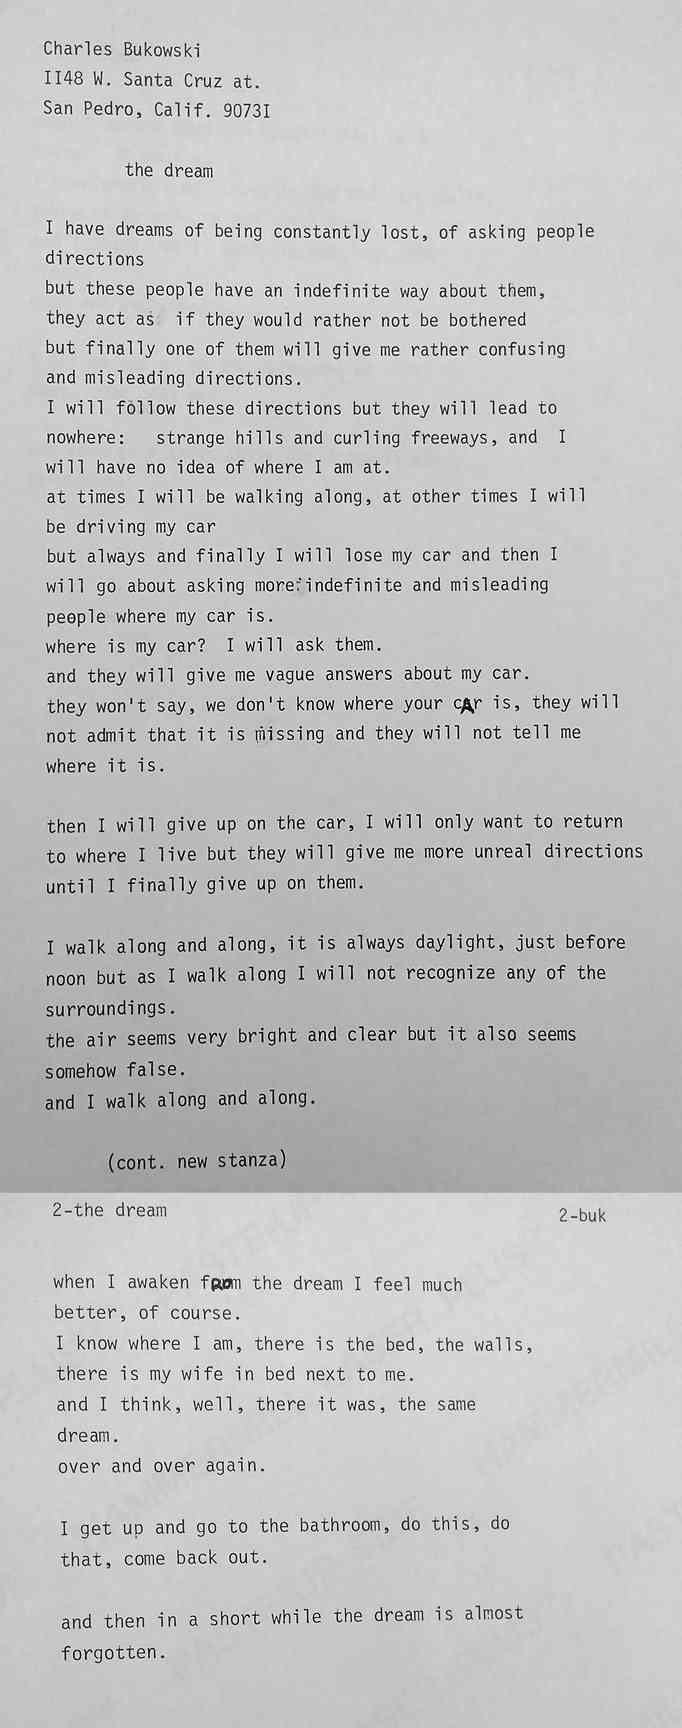 Charles Bukowski
II48 W. Santa Cruz at.
San Pedro, Calif. 9073I
the dream
I have dreams of being constantly lost, of asking people
directions
but these people have an indefinite way about them,
they act as if they would rather not be bothered
but finally one of them will give me rather confusing
and misleading directions.
I will follow these directions but they will lead to
nowhere: strange hills and curling freeways, and I
will have no idea of where I am at.
at times I will be walking along, at other times I will
be driving my car
but always and finally I will lose my car and then I
will go about asking more indefinite and misleading
people where my car is.
where is my car? I will ask them.
and they will give me vague answers about my car.
they won't say, we don't know where your cAr is, they will
not admit that it is missing and they will not tell me
where it is.
then I will give up on the car, I will only want to return
to where I live but they will give me more unreal directions
until I finally give up on them.
I walk along and along, it is always daylight, just before
noon but as I walk along I will not recognize any of the
surroundings.
the air seems very bright and clear but it also seems
somehow false.
and I walk along and along.
(cont. new stanza)
2-the dream 2-buk
when I awaken from the dream I feel much
better, of course.
I know where I am, there is the bed, the walls,
there is my wife in bed next to me.
and I think, well, there it was, the same
dream.
over and over again.
I get up and go to the bathroom, do this, do
that, come back out.
and then in a short while the dream is almost
forgotten.